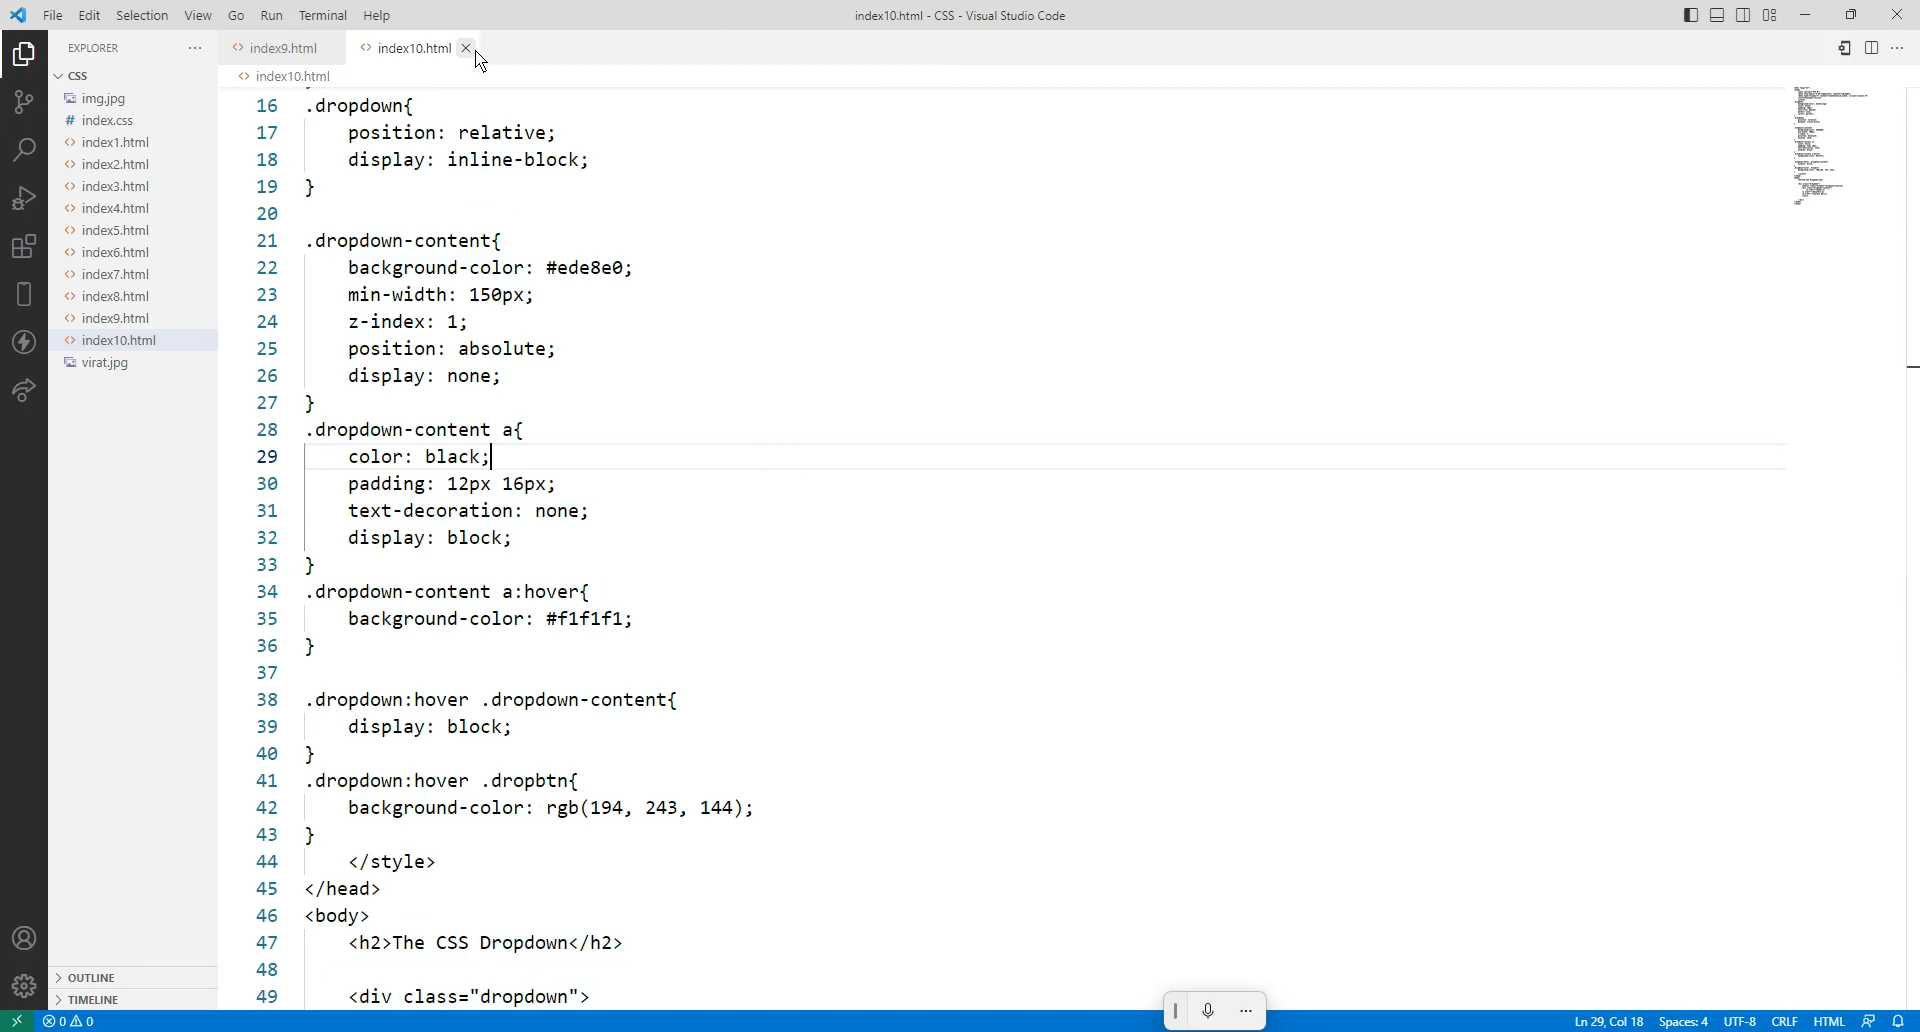 File Edit Selection View Go Run Terminal Help
index10.html - CSS - Visual Studio Code
EXPLORER
CSS
img.jpg
index.css
index1.html
index2.html
index3.html
index4.html
index5.html
index6.html
index7.html
index8.html
index9.html
index10.html
virat.jpg
OUTLINE
TIMELINE
index9.html index10.html
index10.html
16 .dropdown{
17 position: relative;
18 display: inline-block;
19 }
20
21 .dropdown-content{
22 background-color: #ede8e0;
23 min-width: 150px;
24 z-index: 1;
25 position: absolute;
26 display: none;
27 }
28 .dropdown-content a{
29 color: black;
30 padding: 12px 16px;
31 text-decoration: none;
32 display: block;
33 }
34 .dropdown-content a:hover{
35 background-color: #f1f1f1;
36 }
37
38 .dropdown:hover .dropdown-content{
39 display: block;
40 }
41 .dropdown:hover .dropbtn{
42 background-color: rgb(194, 243, 144);
43 }
44 </style>
45 </head>
46 <body>
47 <h2>The CSS Dropdown</h2>
48
49 <div class="dropdown">
0 0
Ln 29, Col 18 Spaces: 4 UTF-8 CRLF HTML